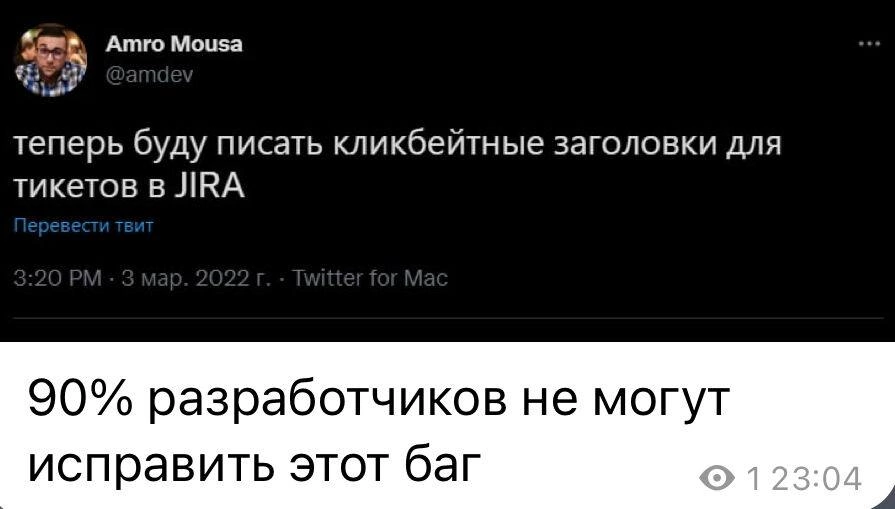 Amro Mousa
@amdev
теперь буду писать кликбейтные заголовки для
тикетов в JIRA
Перевести твит
3:20 PM · 3 мар. 2022 г. · Twitter for Mac
90% разработчиков не могут
исправить этот баг
1 23:04